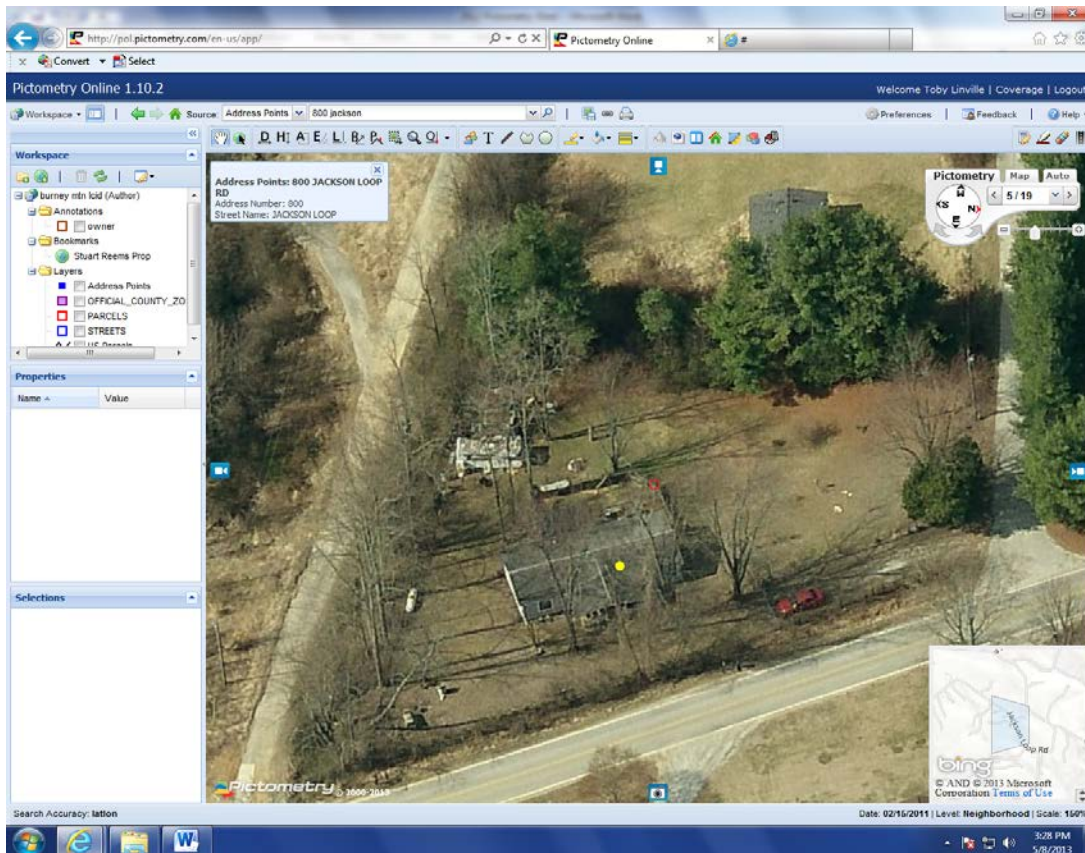 http://pol.pictometry.com/en-us/app/
Pictometry Online
#
x Convert Select
Pictometry Online 1.10.2
Welcome Toby Linville | Coverage | Logout
Workspace
Source: Address Points 800 jackson
Preferences | Feedback | Help
Workspace
burney mtn lcid (Author)
Annotations
owner
Bookmarks
Stuart Reems Prop
Layers
Address Points
OFFICIAL_COUNTY_ZO
PARCELS
STREETS
Properties
Name Value
Selections
Address Points: 800 JACKSON LOOP
RD
Address Number: 800
Street Name: JACKSON LOOP
Pictometry Map Auto
5 / 19
S
N
E
Jackson Loop Rd
bing
© AND © 2013 Microsoft
Corporation Terms of Use
Pictometry
Search Accuracy: latlon
Date: 02/15/2011 | Level: Neighborhood | Scale: 150%
3:28 PM
5/8/2013